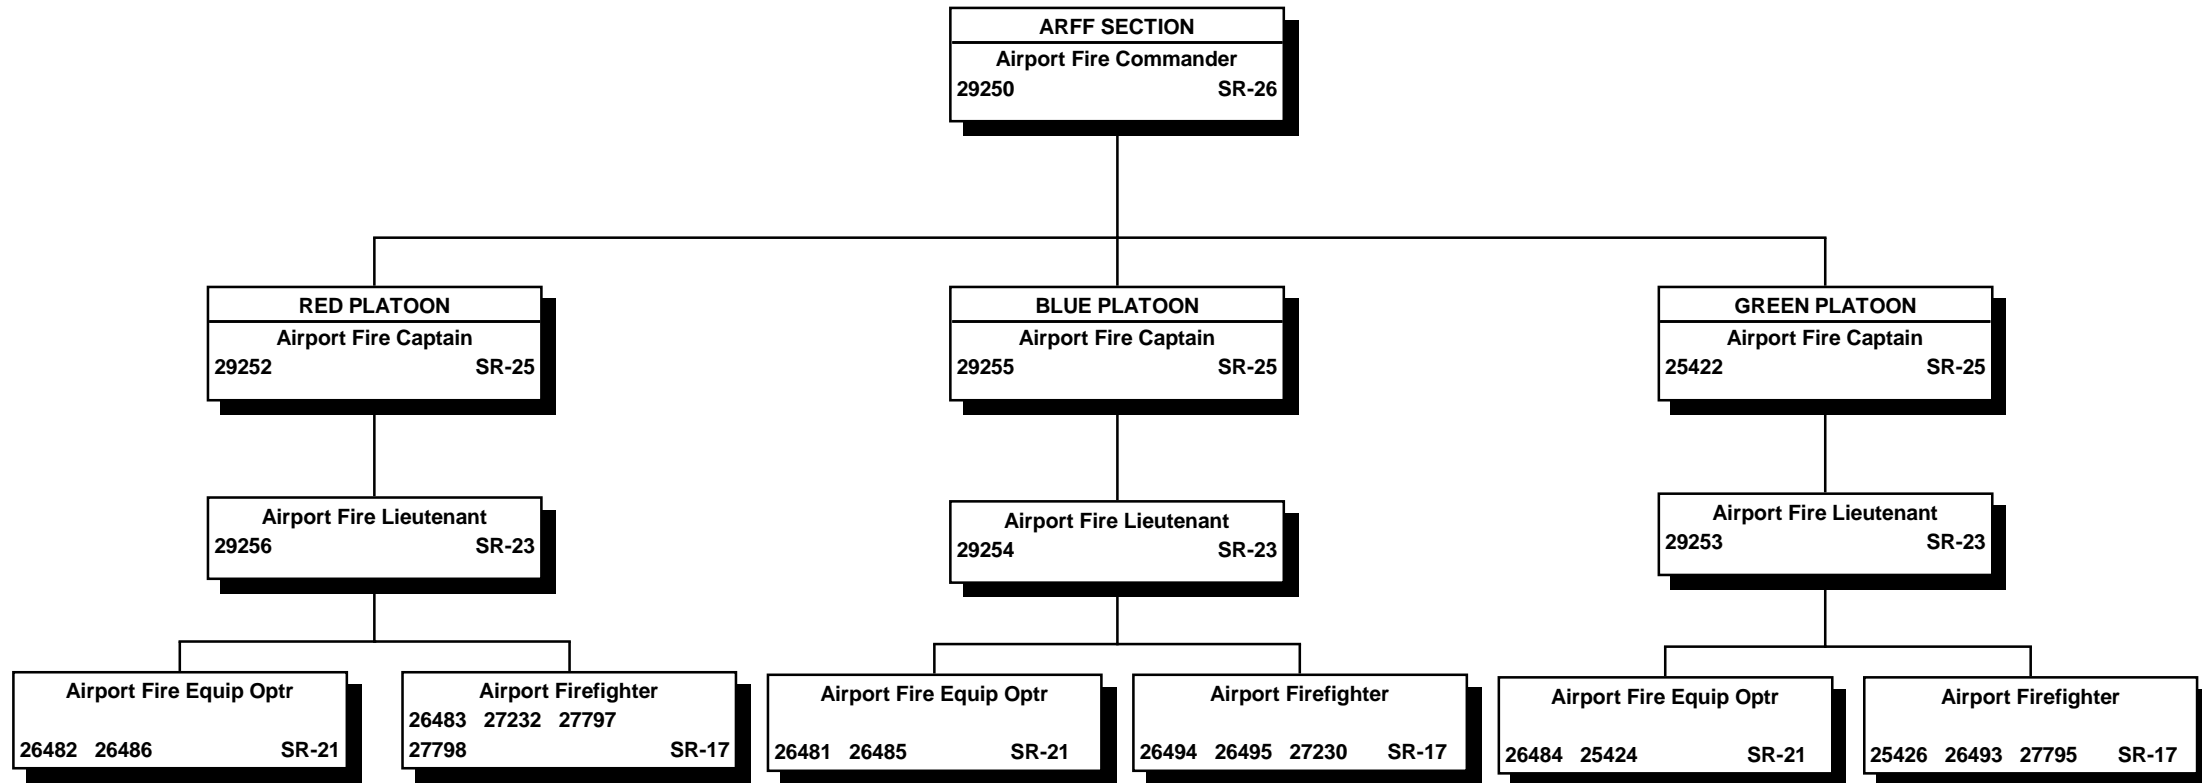 ARFF SECTION
Airport Fire Commander
29250 SR-26
RED PLATOON
Airport Fire Captain
29252 SR-25
BLUE PLATOON
Airport Fire Captain
29255 SR-25
GREEN PLATOON
Airport Fire Captain
25422 SR-25
Airport Fire Lieutenant
29256 SR-23
Airport Fire Lieutenant
29254 SR-23
Airport Fire Lieutenant
29253 SR-23
Airport Fire Equip Optr
26482 26486 SR-21
Airport Firefighter
26483 27232 27797
27798 SR-17
Airport Fire Equip Optr
26481 26485 SR-21
Airport Firefighter
26494 26495 27230 SR-17
Airport Fire Equip Optr
26484 25424 SR-21
Airport Firefighter
25426 26493 27795 SR-17